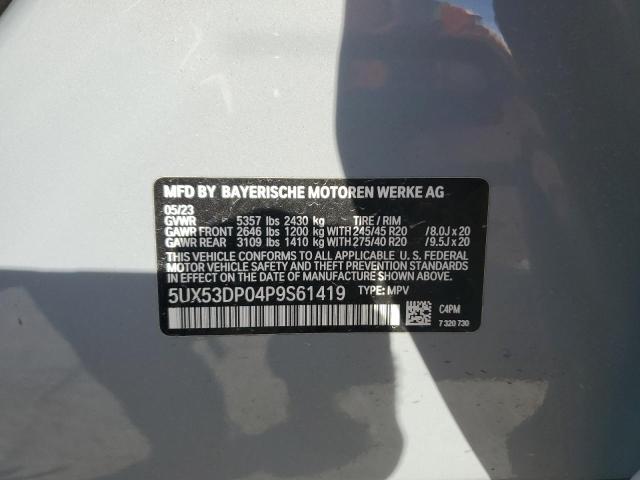 MFD BY BAYERISCHE MOTOREN WERKE AG
05/23
GVWR 5357 lbs 2430 kg TIRE / RIM
GAWR FRONT 2646 lbs 1200 kg WITH 245/45 R20 /8.0J x 20
GAWR REAR 3109 lbs 1410 kg WITH 275/40 R20 /9.5J x 20
THIS VEHICLE CONFORMS TO ALL APPLICABLE U. S. FEDERAL
MOTOR VEHICLE SAFETY STANDARDS IN EFFECT ON THE
DATE OF MANUFACTURE SHOWN ABOVE.
5UX53DP04P9S61419 TYPE: MPV
C4PM
7 320 730